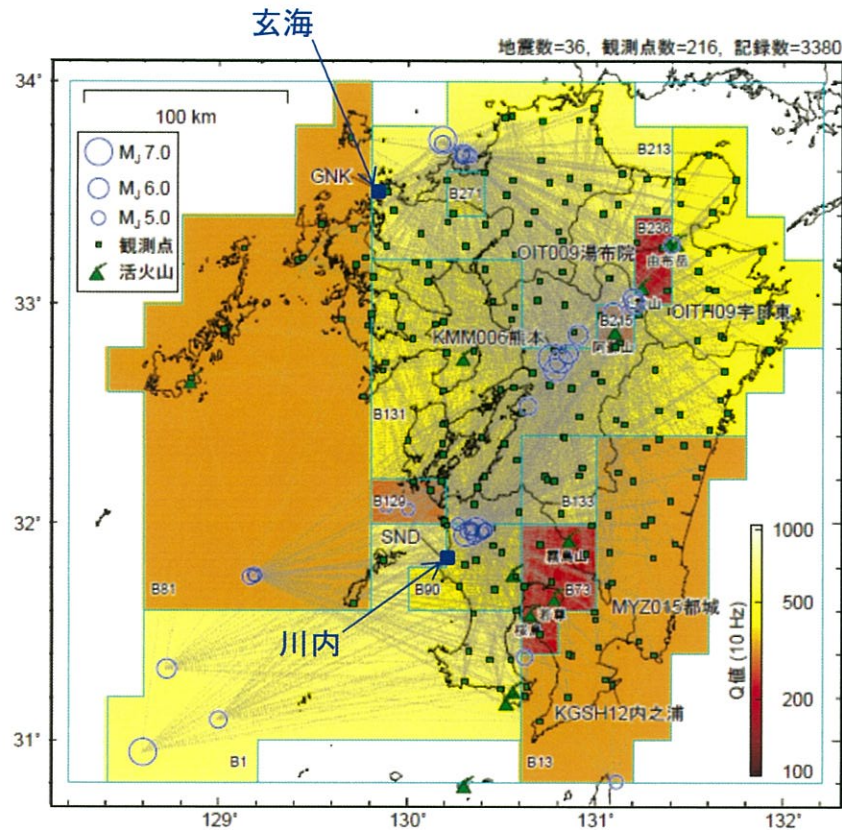 玄海
地震数=36, 観測点数=216, 記録数=3380
34°
100 km
MJ 7.0
MJ 6.0
MJ 5.0
観測点
活火山
GNK
B213
B271
B236
OIT009湯布院
由布岳
33°
B215
OITH09宇目東
KMM006熊本
阿蘇山
B131
B129
B133
32°
SND
霧島山
B81
B90
B73
若尊
MYZ015都城
桜島
川内
KGSH12内之浦
31°
B1
B13
1000
500
200
100
Q値 (10 Hz)
129°
130°
131°
132°